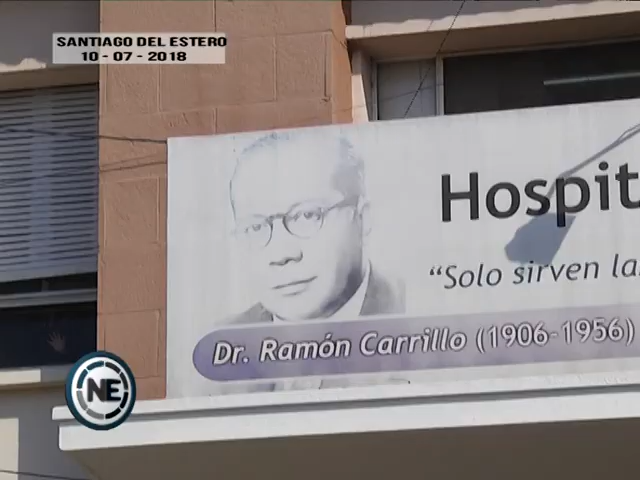 SANTIAGO DEL ESTERO
10 - 07 - 2018
Hospit
“Solo sirven la
Dr. Ramón Carrillo (1906-1956)
NE